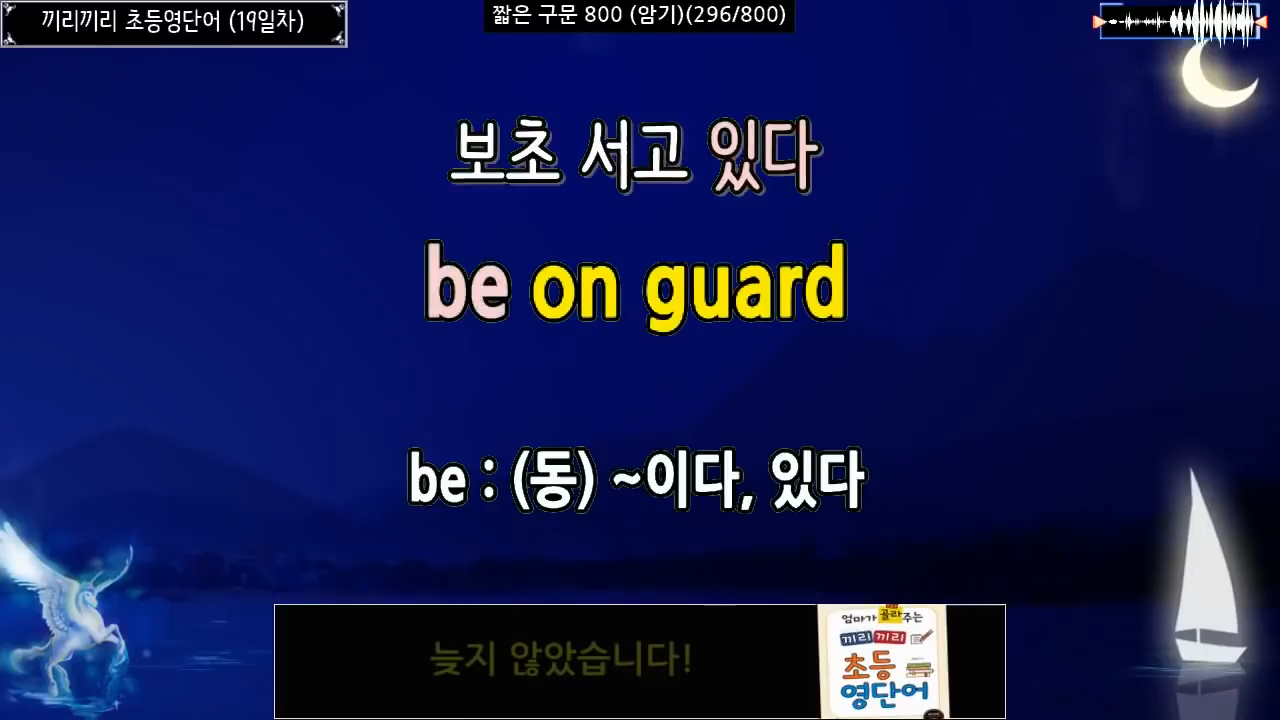 끼리끼리 초등영단어 (19일차)
짧은 구문 800 (암기)(296/800)
보초 서고 있다
be on guard
be : (동) ~이다, 있다
늦지 않았습니다!
엄마가 골라주는
끼리끼리
초등
영단어